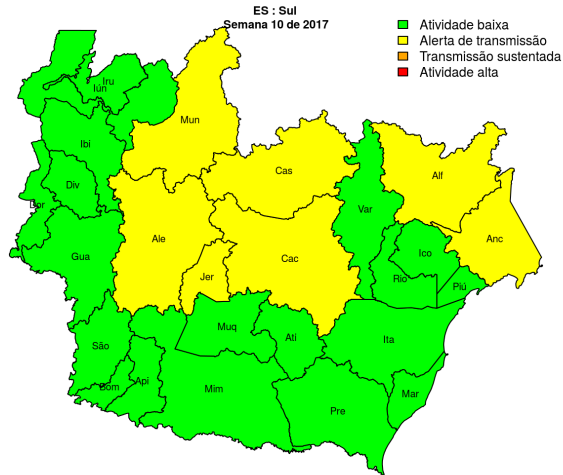 ES : Sul
Semana 10 de 2017
Atividade baixa
Alerta de transmissão
Transmissão sustentada
Atividade alta
Iru
Iún
Mun
Ibi
Cas
Alf
Div
Dor
Var
Ale
Anc
Gua
Cac
Ico
Jer
Rio
Piú
Muq
Ati
Ita
São
Api
Dom
Mim
Mar
Pre